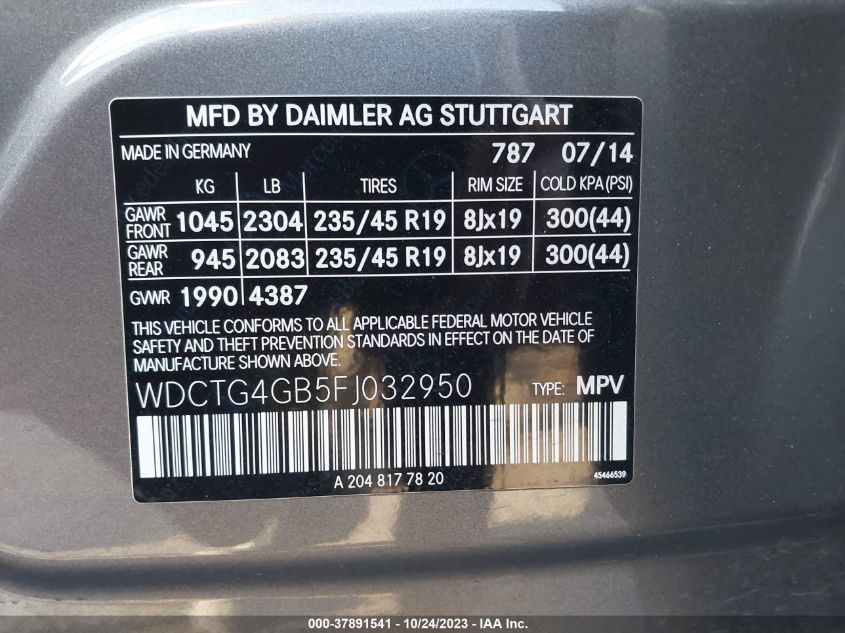 MFD BY DAIMLER AG STUTTGART
MADE IN GERMANY 787 07/14
KG LB TIRES RIM SIZE COLD KPA (PSI)
GAWR FRONT 1045 2304 235/45 R19 8Jx19 300(44)
GAWR REAR 945 2083 235/45 R19 8Jx19 300(44)
GVWR 1990 4387
THIS VEHICLE CONFORMS TO ALL APPLICABLE FEDERAL MOTOR VEHICLE
SAFETY AND THEFT PREVENTION STANDARDS IN EFFECT ON THE DATE OF
MANUFACTURE SHOWN ABOVE.
WDCTG4GB5FJ032950 TYPE: MPV
A 204 817 78 20 45466539
000-37891541 - 10/24/2023 - IAA Inc.